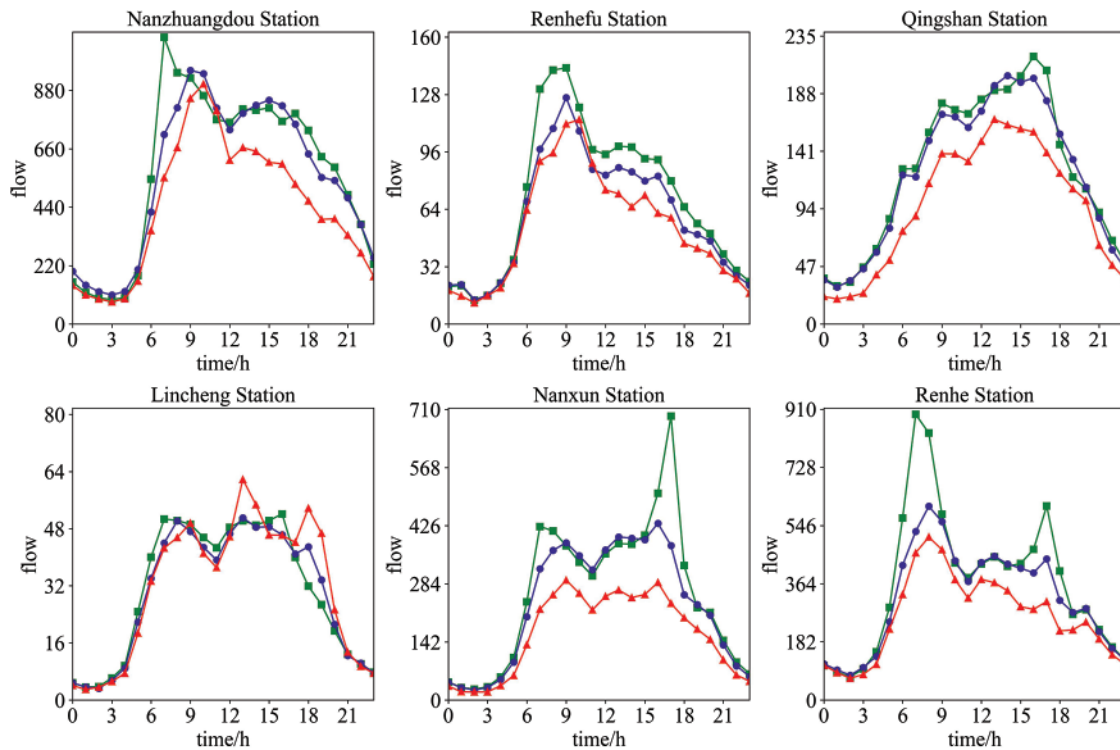 Nanzhuangdou Station
Renhefu Station
Qingshan Station
flow
880
660
440
220
0
0 3 6 9 12 15 18 21
time/h
flow
160
128
96
64
32
0
0 3 6 9 12 15 18 21
time/h
flow
235
188
141
94
47
0
0 3 6 9 12 15 18 21
time/h
Lincheng Station
Nanxun Station
Renhe Station
flow
80
64
48
32
16
0
0 3 6 9 12 15 18 21
time/h
flow
710
568
426
284
142
0
0 3 6 9 12 15 18 21
time/h
flow
910
728
546
364
182
0
0 3 6 9 12 15 18 21
time/h